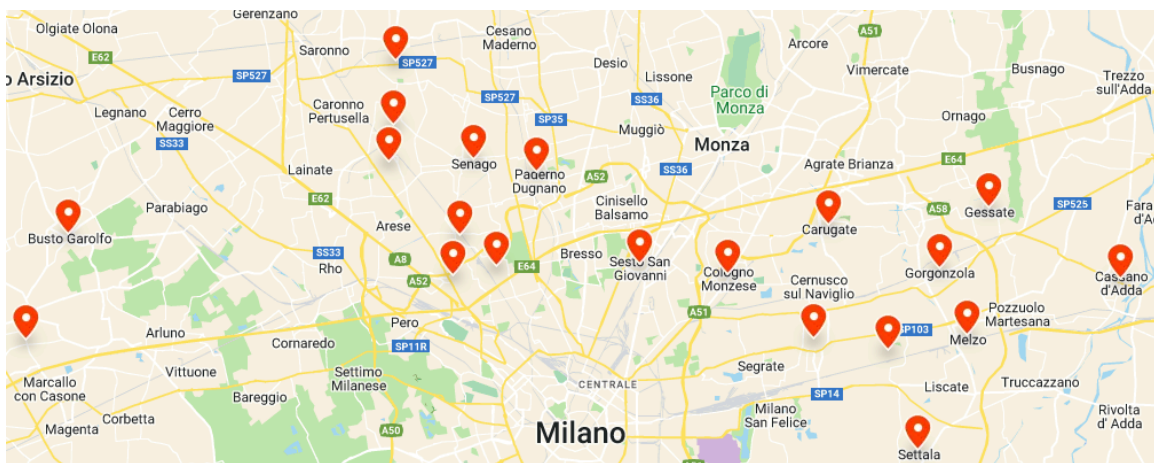 Gerenzano
Olgiate Olona
Saronno
Cesano
Maderno
A51
Arcore
Desio
E62
SP527
Lissone
Vimercate
Busnago
o Arsizio
SP527
Parco di
Monza
Trezzo
sull'Adda
SP527
SS36
Legnano
Cerro
Maggiore
Caronno
Pertusella
SP35
Ornago
Muggiò
SS33
Monza
E64
Senago
Agrate Brianza
SS36
Lainate
Paderno
Dugnano
A52
E62
Cinisello
Balsamo
Parabiago
A58
Gessate
SP525
Fara
d'A
Arese
Carugate
Busto Garolfo
SS33
Rho
A8
E64
Bresso
Sesto San
Giovanni
Cologno
Monzese
Gorgonzola
Cassano
d'Adda
A52
Cernusco
sul Naviglio
A51
Pozzuolo
Martesana
Pero
Arluno
SP103
Melzo
Cornaredo
SP11R
Segrate
Vittuone
Settimo
Milanese
CENTRALE
Marcallo
con Casone
Liscate
Truccazzano
SP14
Bareggio
Corbetta
Milano
San Felice
Rivolta
d' Adda
Magenta
A50
Milano
Settala